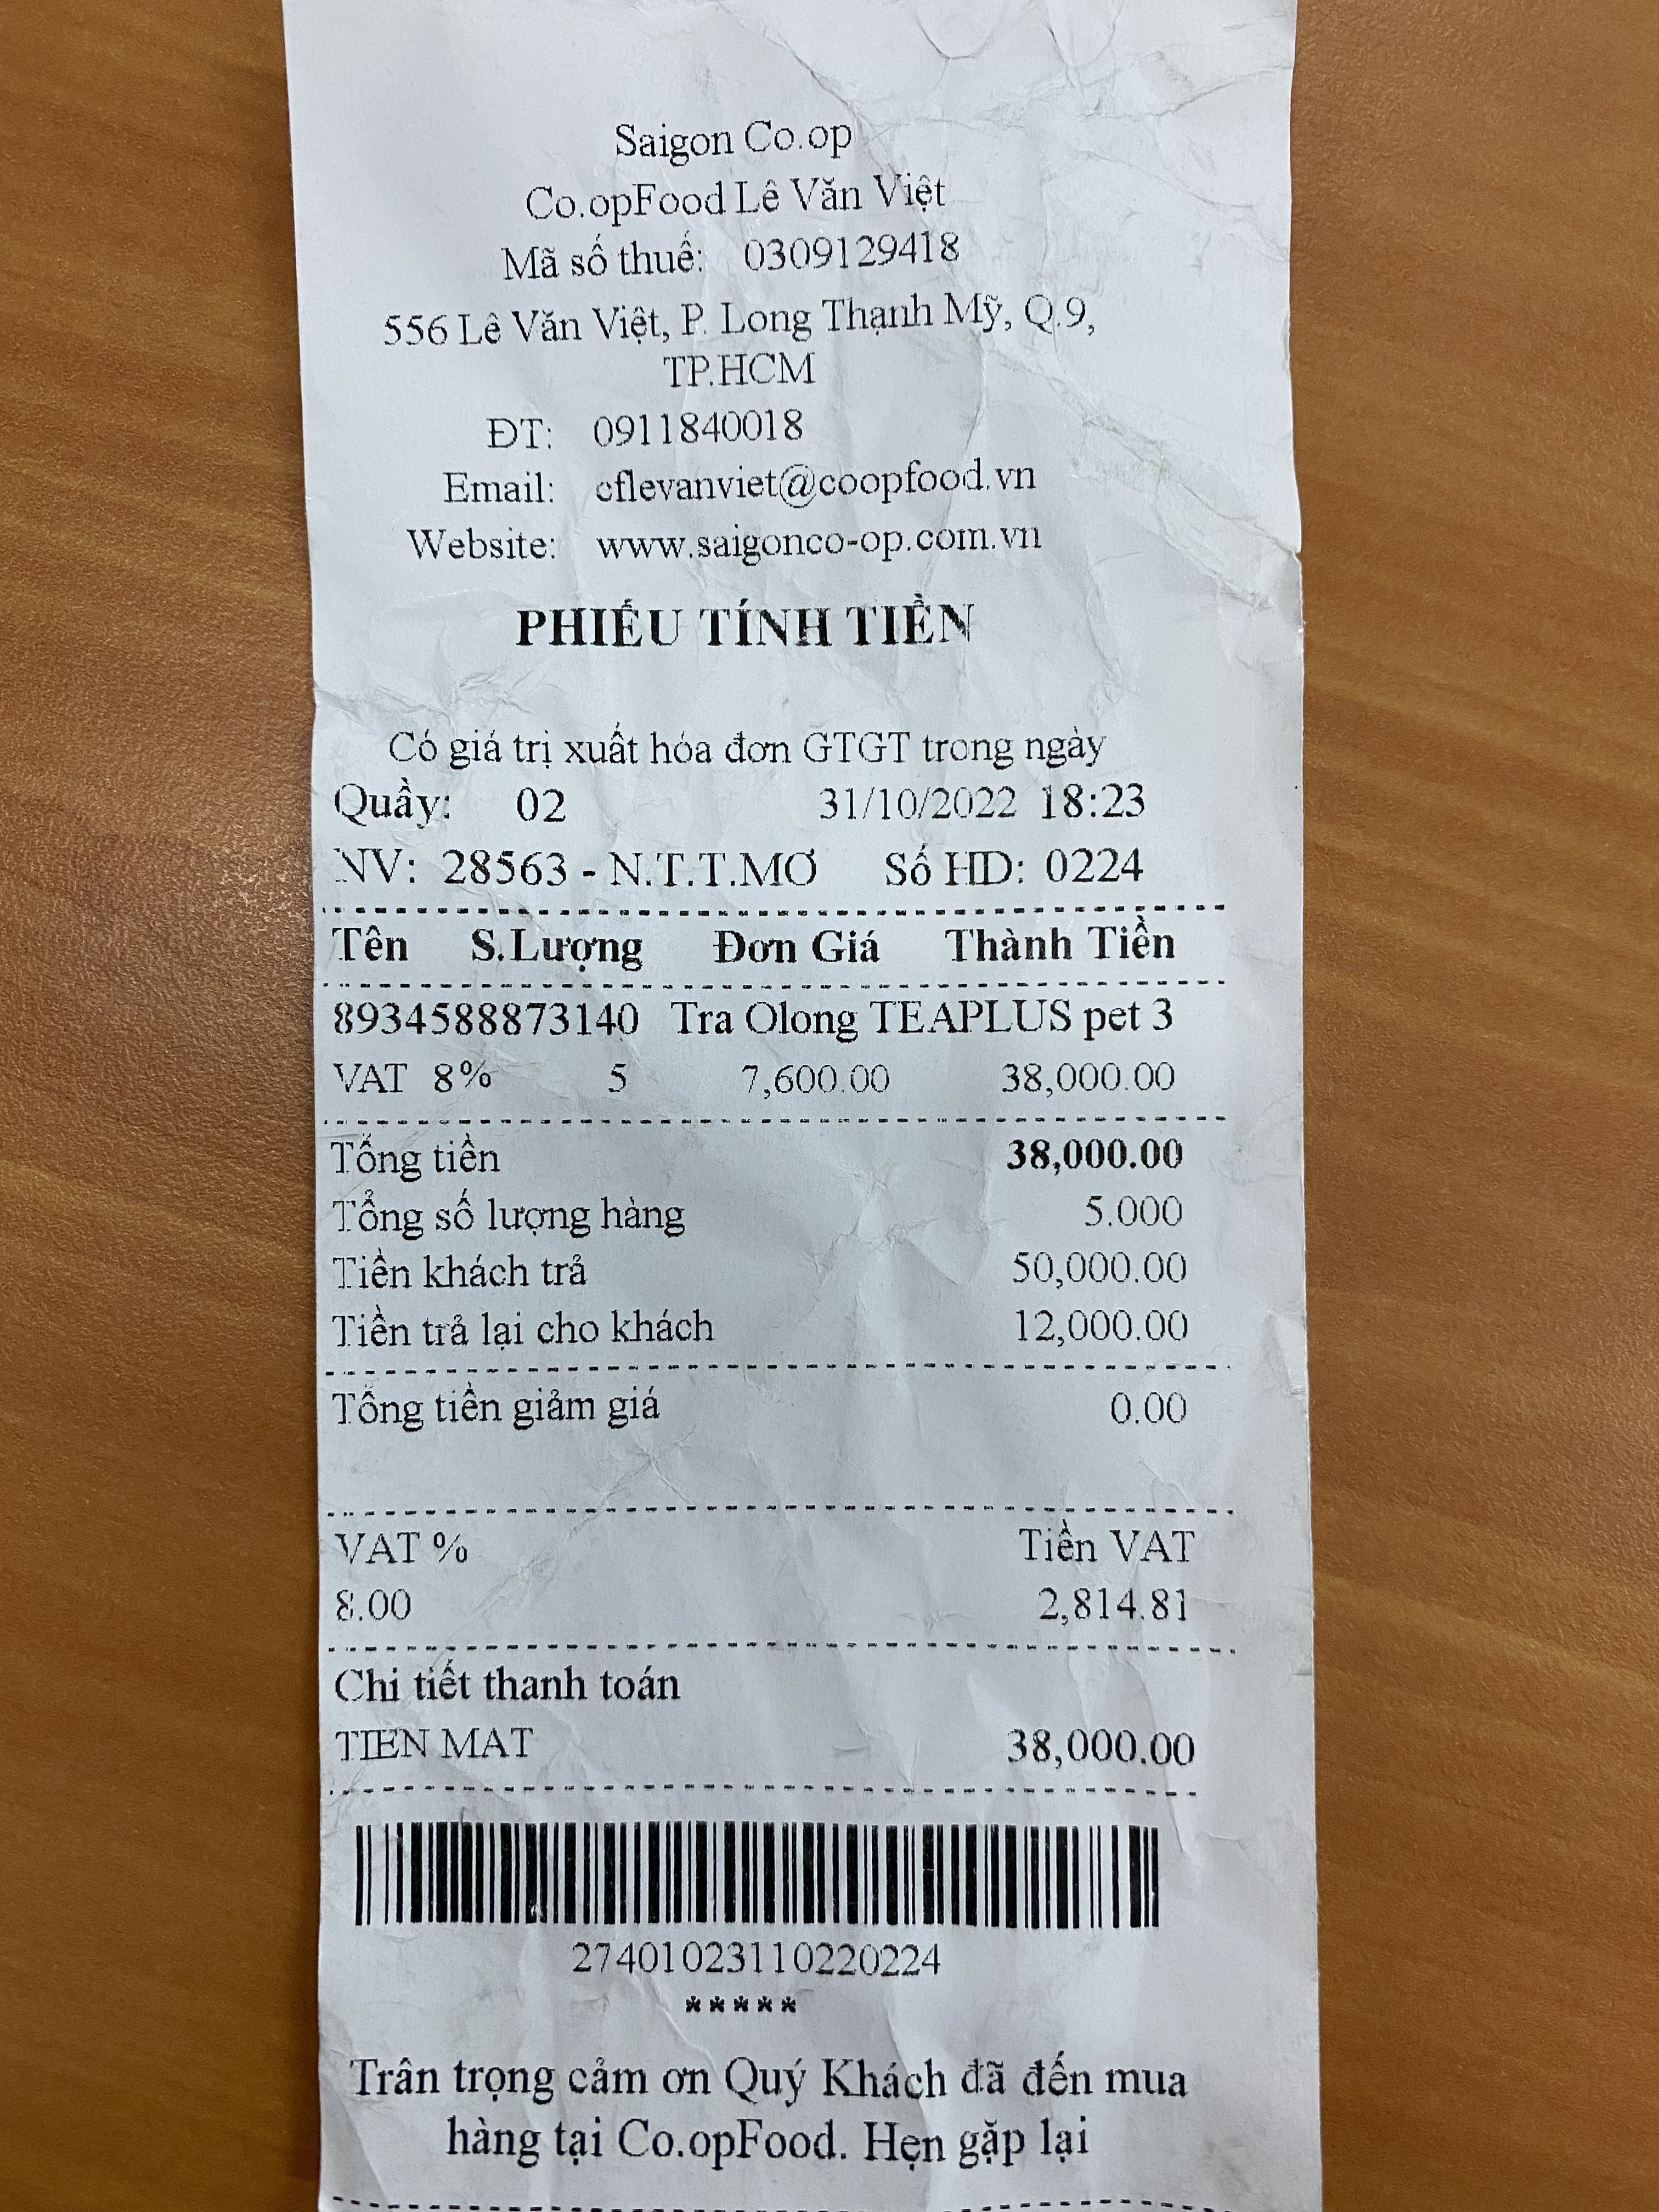 Saigon Co.op
Co.opFood Lê Văn Việt
Mã số thuế: 0309129418
556 Lê Văn Việt, P. Long Thạnh Mỹ, Q.9,
TP.HCM
ĐT: 0911840018
Email: cflevanviet@coopfood.vn
Website: www.saigonco-op.com.vn
PHIẾU TÍNH TIỀN
Có giá trị xuất hóa đơn GTGT trong ngày
Quầy: 02 31/10/2022 18:23
NV: 28563 - N.T.T.MƠ Số HD: 0224
Tên S.Lượng Đơn Giá Thành Tiền
8934588873140 Tra Olong TEAPLUS pet 3
VAT 8% 5 7,600.00 38,000.00
Tổng tiền 38,000.00
Tổng số lượng hàng 5.000
Tiền khách trả 50,000.00
Tiền trả lại cho khách 12,000.00
Tổng tiền giảm giá 0.00
VAT % Tiền VAT
8.00 2,814.81
Chi tiết thanh toán
TIEN MAT 38,000.00
27401023110220224
*****
Trân trọng cảm ơn Quý Khách đã đến mua
hàng tại Co.opFood. Hẹn gặp lại